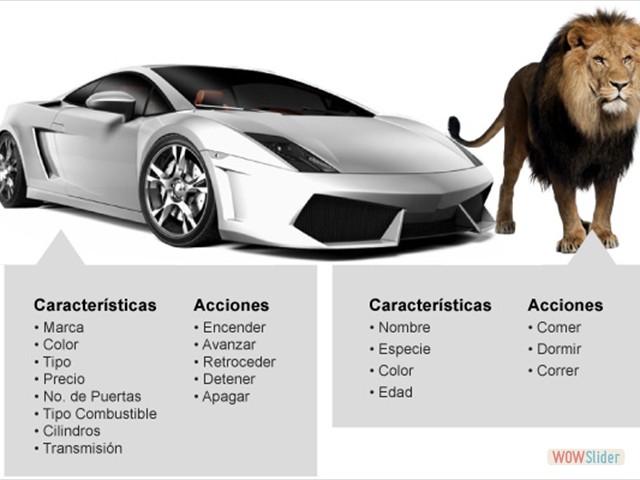 Características
• Marca
• Color
• Tipo
• Precio
• No. de Puertas
• Tipo Combustible
• Cilindros
• Transmisión
Acciones
• Encender
• Avanzar
• Retroceder
• Detener
• Apagar
Características
• Nombre
• Especie
• Color
• Edad
Acciones
• Comer
• Dormir
• Correr
WOWSlider